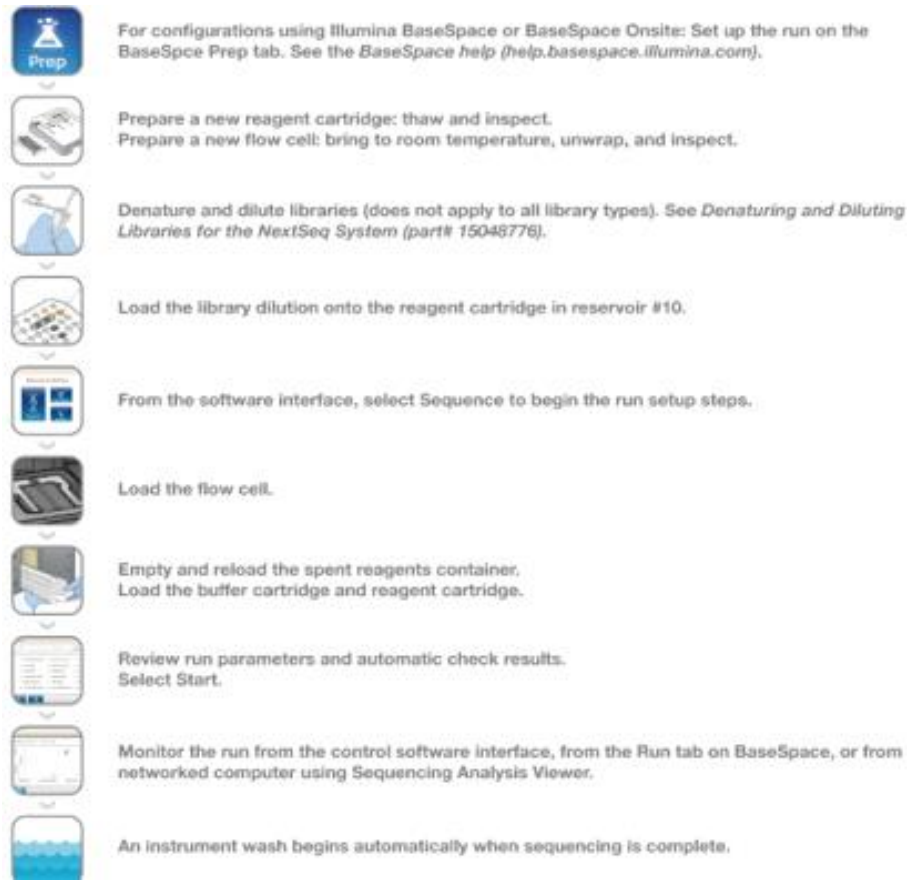 Prep
For configurations using Illumina BaseSpace or BaseSpace Onsite: Set up the run on the
BaseSpce Prep tab. See the BaseSpace help (help.basespace.illumina.com).
Prepare a new reagent cartridge: thaw and inspect.
Prepare a new flow cell: bring to room temperature, unwrap, and inspect.
Denature and dilute libraries (does not apply to all library types). See Denaturing and Diluting
Libraries for the NextSeq System (part# 15048776).
Load the library dilution onto the reagent cartridge in reservoir #10.
From the software interface, select Sequence to begin the run setup steps.
Load the flow cell.
Empty and reload the spent reagents container.
Load the buffer cartridge and reagent cartridge.
Review run parameters and automatic check results.
Select Start.
Monitor the run from the control software interface, from the Run tab on BaseSpace, or from
networked computer using Sequencing Analysis Viewer.
An instrument wash begins automatically when sequencing is complete.